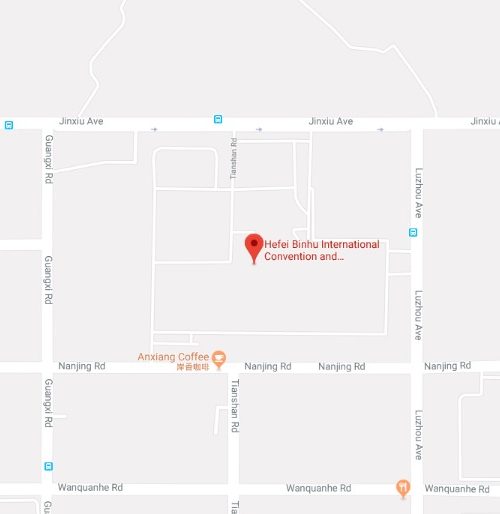 Jinxiu Ave
Jinxiu Ave
Jinxiu Av
Guangxi Rd
Tianshan Rd
Luzhou Ave
Hefei Binhu International
Convention and...
Guangxi Rd
Luzhou Ave
Anxiang Coffee
岸香咖啡
Nanjing Rd
Nanjing Rd
Nanjing Rd
Nanjing Rd
Guangxi Rd
Tianshan Rd
Luzhou Ave
Wanquanhe Rd
Wanquanhe Rd
Wanquanhe Rd